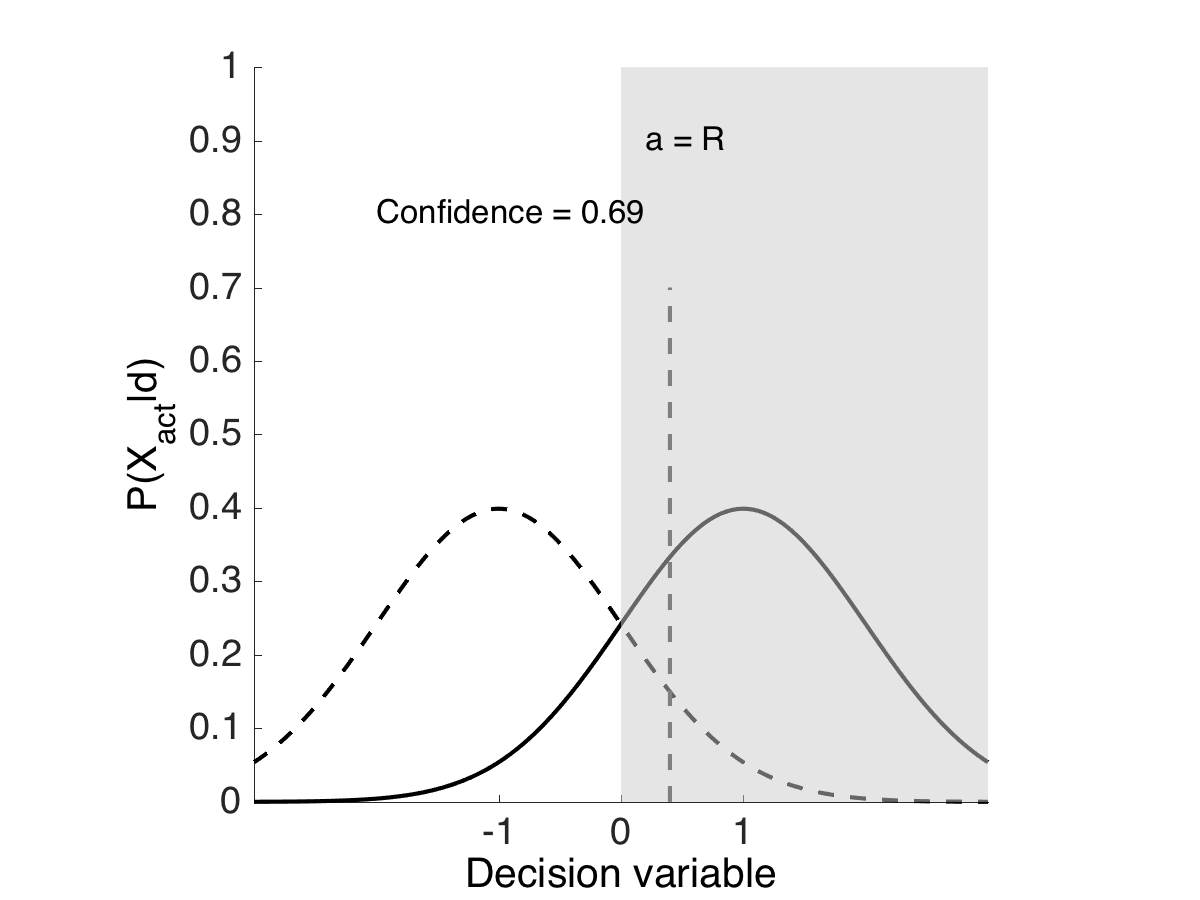 1
0.9
a = R
0.8
Confidence = 0.69
0.7
0.6
0.5
0.4
0.3
0.2
0.1
0
P(X_act|d)
-1 0 1
Decision variable